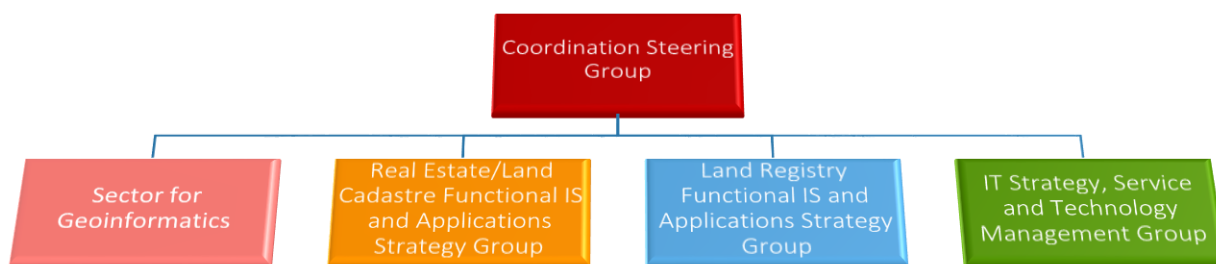 Coordination Steering
Group
Sector for
Geoinformatics
Real Estate/Land
Cadastre Functional IS
and Applications
Strategy Group
Land Registry
Functional IS and
Applications Strategy
Group
IT Strategy, Service
and Technology
Management Group